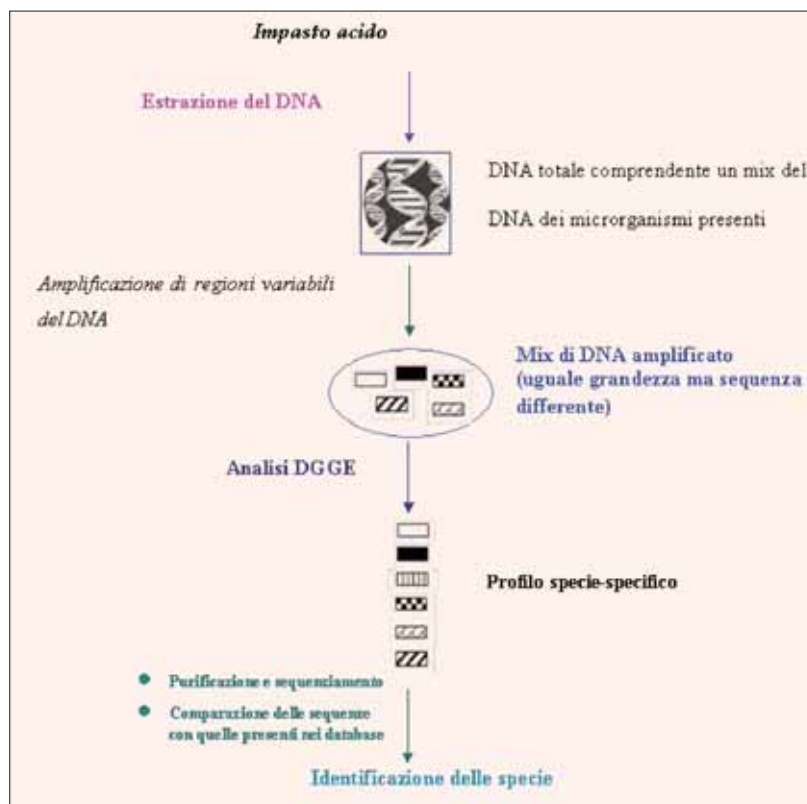 Impasto acido
Estrazione del DNA
DNA totale comprendente un mix del
DNA dei microrganismi presenti
Amplificazione di regioni variabili
del DNA
Mix di DNA amplificato
(uguale grandezza ma sequenza
differente)
Analisi DGGE
Profilo specie-specifico
Purificazione e sequenziamento
Comparazione delle sequenze
con quelle presenti nei database
Identificazione delle specie